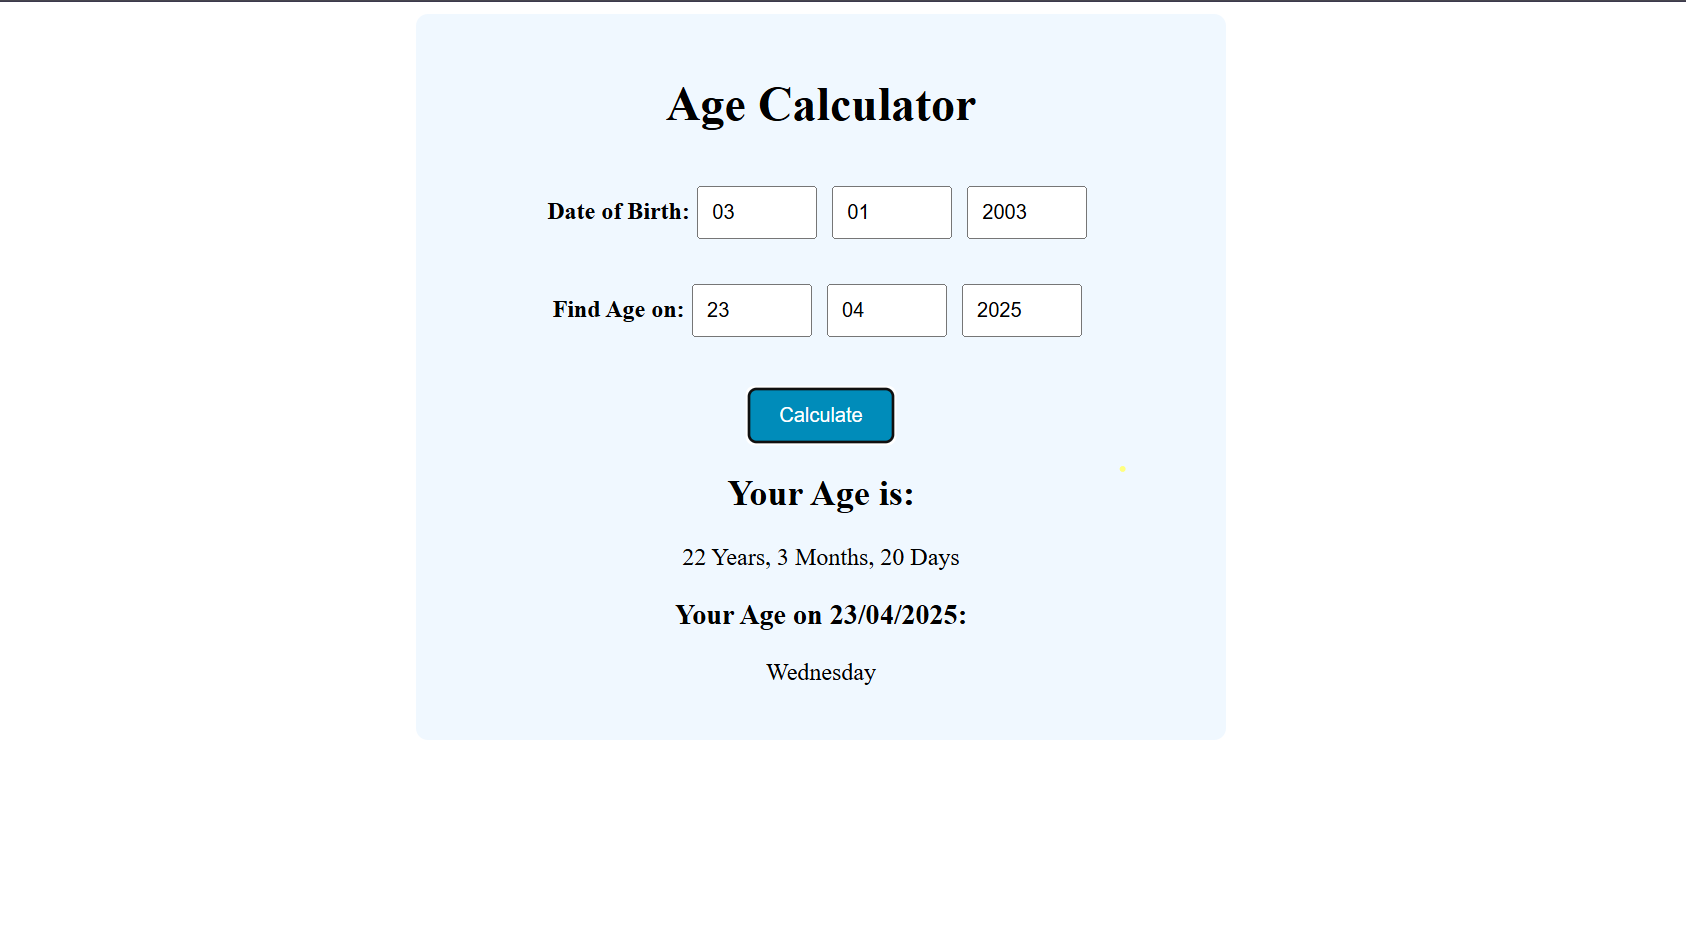 Age Calculator
Date of Birth: 03 01 2003
Find Age on: 23 04 2025
Calculate
Your Age is:
22 Years, 3 Months, 20 Days
Your Age on 23/04/2025:
Wednesday